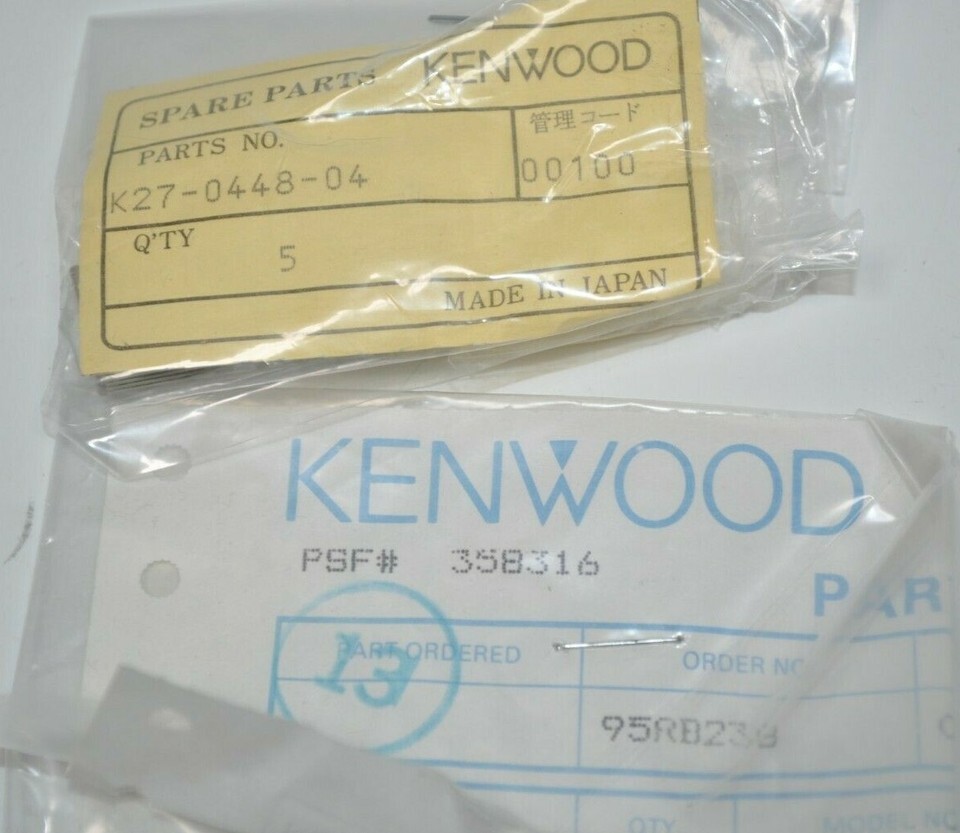 SPARE PARTS KENWOOD
PARTS NO.
管理コード
K27-0448-04
00100
Q'TY
5
MADE IN JAPAN
KENWOOD
PSF# 358316
PAR
13
PART ORDERED
ORDER NO
95RB230
QTY
MODEL NO